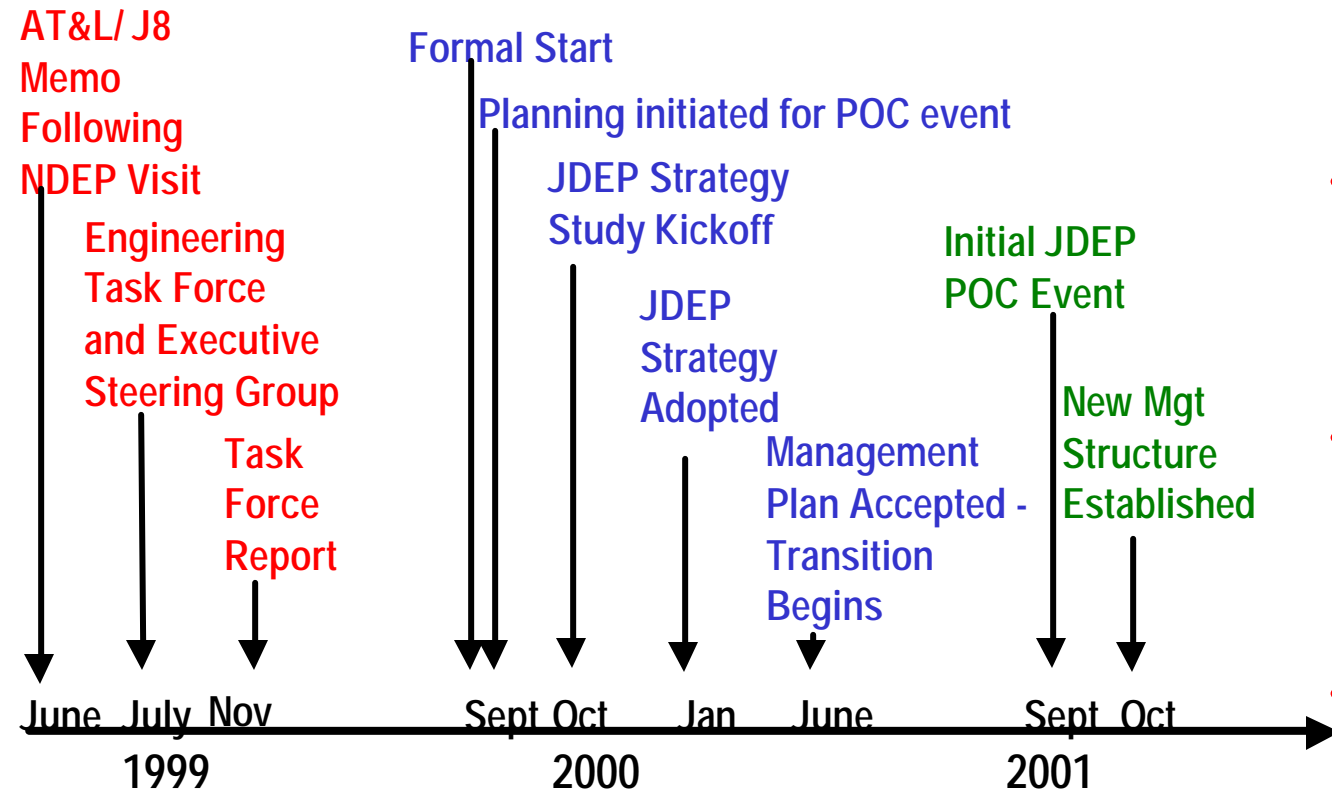 AT&L/ J8
Memo
Following
NDEP Visit
Engineering
Task Force
and Executive
Steering Group
Task
Force
Report
Formal Start
Planning initiated for POC event
JDEP Strategy
Study Kickoff
JDEP
Strategy
Adopted
Management
Plan Accepted -
Transition
Begins
Initial JDEP
POC Event
New Mgt
Structure
Established
June July Nov Sept Oct Jan June Sept Oct
1999 2000 2001